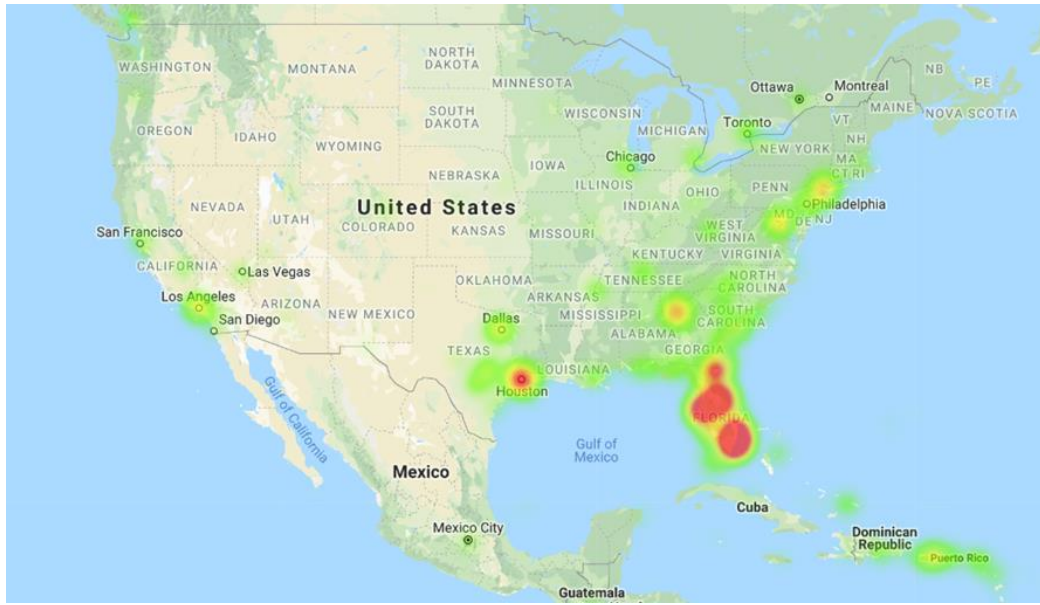 WASHINGTON
MONTANA
NORTH
DAKOTA
MINNESOTA
Ottawa
Montreal
NB
PE
MAINE
NOVA SCOTIA
OREGON
IDAHO
SOUTH
DAKOTA
WISCONSIN
MICHIGAN
Toronto
VT
NH
WYOMING
NEW YORK
MA
CT RI
Chicago
IOWA
NEBRASKA
ILLINOIS
INDIANA
OHIO
PENN
Philadelphia
NEVADA
UTAH
United States
COLORADO
KANSAS
MISSOURI
WEST
VIRGINIA
MD
DE NJ
San Francisco
KENTUCKY
VIRGINIA
CALIFORNIA
Las Vegas
OKLAHOMA
TENNESSEE
NORTH
CAROLINA
Los Angeles
ARIZONA
NEW MEXICO
ARKANSAS
MISSISSIPPI
SOUTH
CAROLINA
San Diego
Dallas
ALABAMA
TEXAS
GEORGIA
LOUISIANA
Houston
Gulf of California
FLORIDA
Gulf of
Mexico
Mexico
Cuba
Mexico City
Dominican
Republic
Puerto Rico
Guatemala